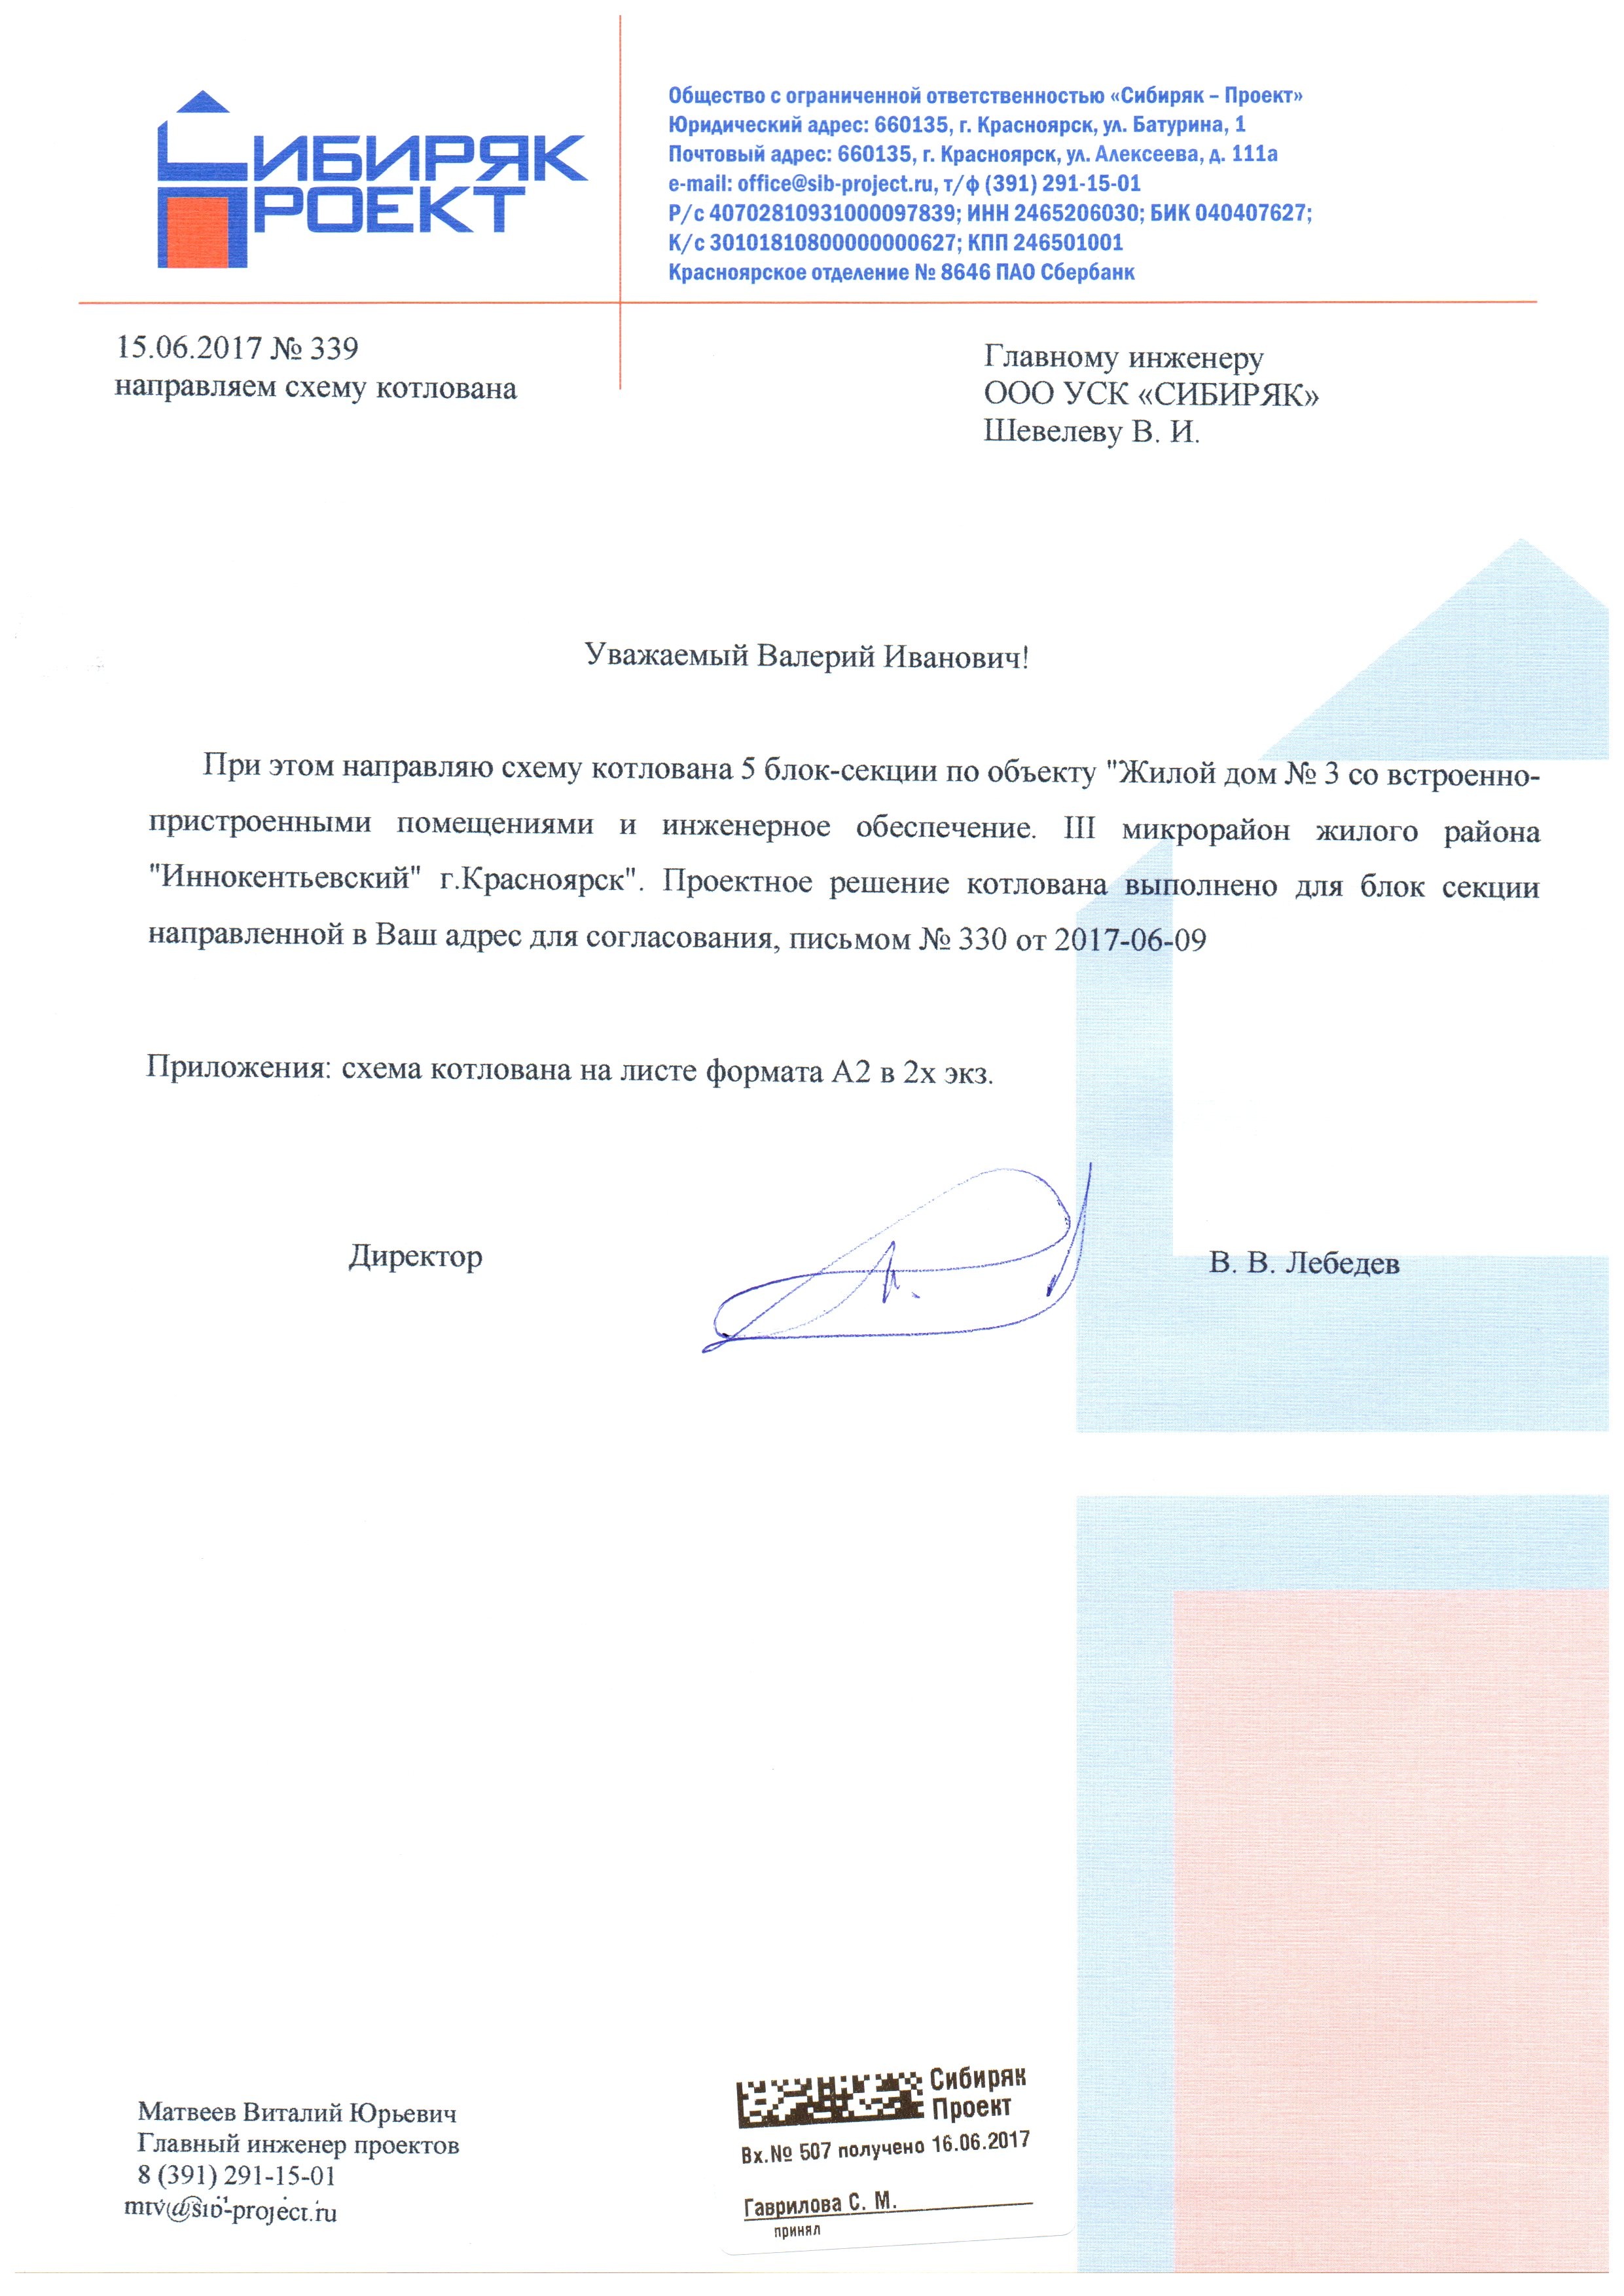 СИБИРЯК
ПРОЕКТ
Общество с ограниченной ответственностью «Сибиряк – Проект»
Юридический адрес: 660135, г. Красноярск, ул. Батурина, 1
Почтовый адрес: 660135, г. Красноярск, ул. Алексеева, д. 111а
e-mail: office@sib-project.ru, т/ф (391) 291-15-01
Р/с 40702810931000097839; ИНН 2465206030; БИК 040407627;
К/с 30101810800000000627; КПП 246501001
Красноярское отделение № 8646 ПАО Сбербанк
15.06.2017 № 339
направляем схему котлована
Главному инженеру
ООО УСК «СИБИРЯК»
Шевелеву В. И.
Уважаемый Валерий Иванович!
При этом направляю схему котлована 5 блок-секции по объекту "Жилой дом № 3 со встроенно-
пристроенными помещениями и инженерное обеспечение. III микрорайон жилого района
"Иннокентьевский" г.Красноярск". Проектное решение котлована выполнено для блок секции
направленной в Ваш адрес для согласования, письмом № 330 от 2017-06-09
Приложения: схема котлована на листе формата А2 в 2х экз.
Директор
В. В. Лебедев
Матвеев Виталий Юрьевич
Главный инженер проектов
8 (391) 291-15-01
mtv@sib-project.ru
Сибиряк
Проект
Вх.№ 507 получено 16.06.2017
Гаврилова С. М.
принял